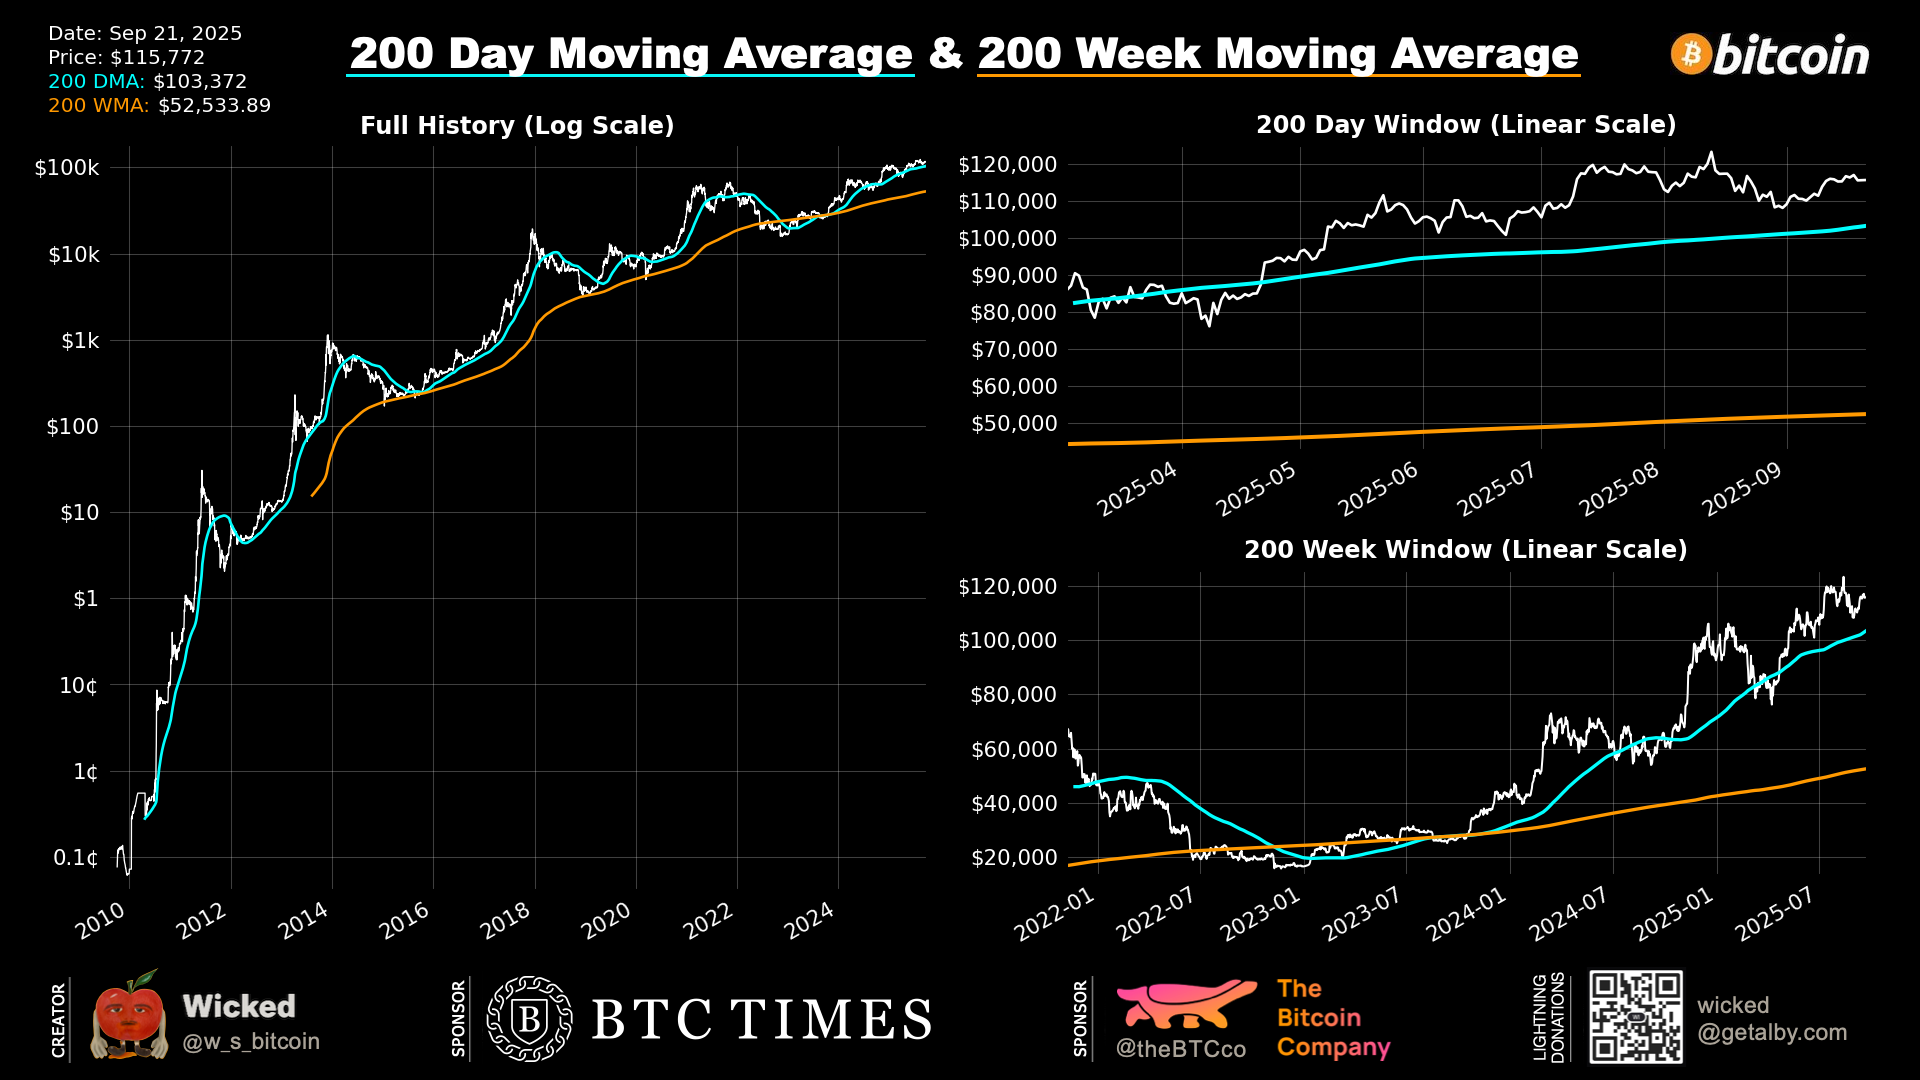 Date: Sep 21, 2025
Price: $115,772
200 DMA: $103,372
200 WMA: $52,533.89
200 Day Moving Average & 200 Week Moving Average
bitcoin
Full History (Log Scale)
$100k
$10k
$1k
$100
$10
$1
10¢
1¢
0.1¢
2010
2012
2014
2016
2018
2020
2022
2024
200 Day Window (Linear Scale)
$120,000
$110,000
$100,000
$90,000
$80,000
$70,000
$60,000
$50,000
2025-04
2025-05
2025-06
2025-07
2025-08
2025-09
200 Week Window (Linear Scale)
$120,000
$100,000
$80,000
$60,000
$40,000
$20,000
2022-01
2022-07
2023-01
2023-07
2024-01
2024-07
2025-01
2025-07
CREATOR
Wicked
@w_s_bitcoin
SPONSOR
B
BTC TIMES
SPONSOR
@theBTCco
The
Bitcoin
Company
LIGHTNING
DONATIONS
wicked
@getalby.com